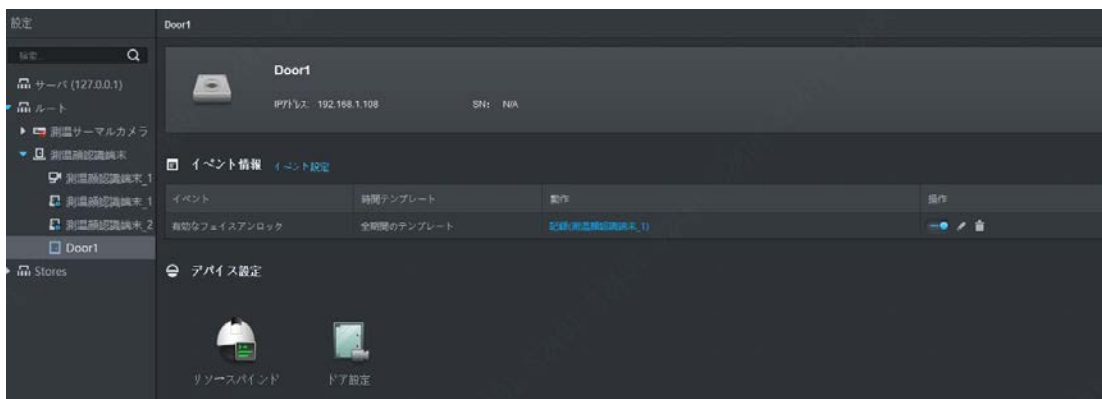 設定
Door1
検索...
サーバ (127.0.0.1)
ルート
測温サーマルカメラ
測温顔認識端末
測温顔認識端末_1
測温顔認識端末_1
測温顔認識端末_2
Door1
Stores
Door1
IPアドレス: 192.168.1.108 SN: N/A
イベント情報 イベント設定
イベント 時間テンプレート 動作 操作
有効なフェイスアンロック 全期間のテンプレート 記録(測温顔認識端末_1)
デバイス設定
リソースバインド ドア設定